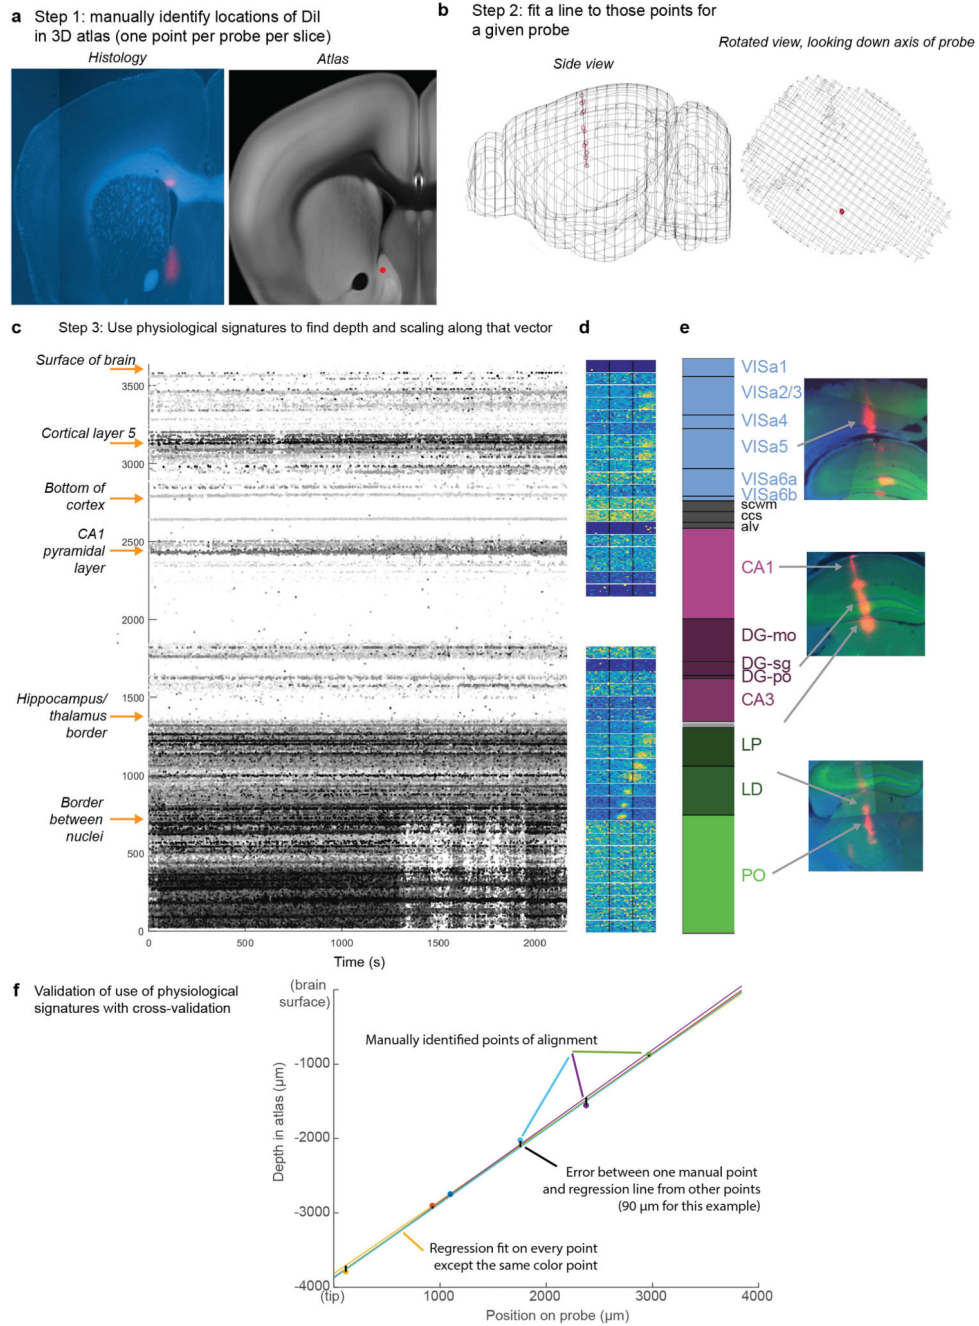 a Step 1: manually identify locations of DiI
in 3D atlas (one point per probe per slice)
Histology
Atlas
b Step 2: fit a line to those points for
a given probe
Side view
Rotated view, looking down axis of probe
c Step 3: Use physiological signatures to find depth and scaling along that vector
d
e
Surface of brain
Cortical layer 5
Bottom of
cortex
CA1
pyramidal
layer
Hippocampus/
thalamus
border
Border
between
nuclei
3500
3000
2500
2000
1500
1000
500
0
0 500 1000 1500 2000
Time (s)
VISa1
VISa2/3
VISa4
VISa5
VISa6a
VISa6b
scwm
ccs
alv
CA1
DG-mo
DG-sg
DG-po
CA3
LP
LD
PO
f Validation of use of physiological
signatures with cross-validation
(brain
surface)
-1000
-2000
-3000
-4000
(tip)
Depth in atlas (µm)
Manually identified points of alignment
Error between one manual point
and regression line from other points
(90 µm for this example)
Regression fit on every point
except the same color point
1000 2000 3000 4000
Position on probe (µm)